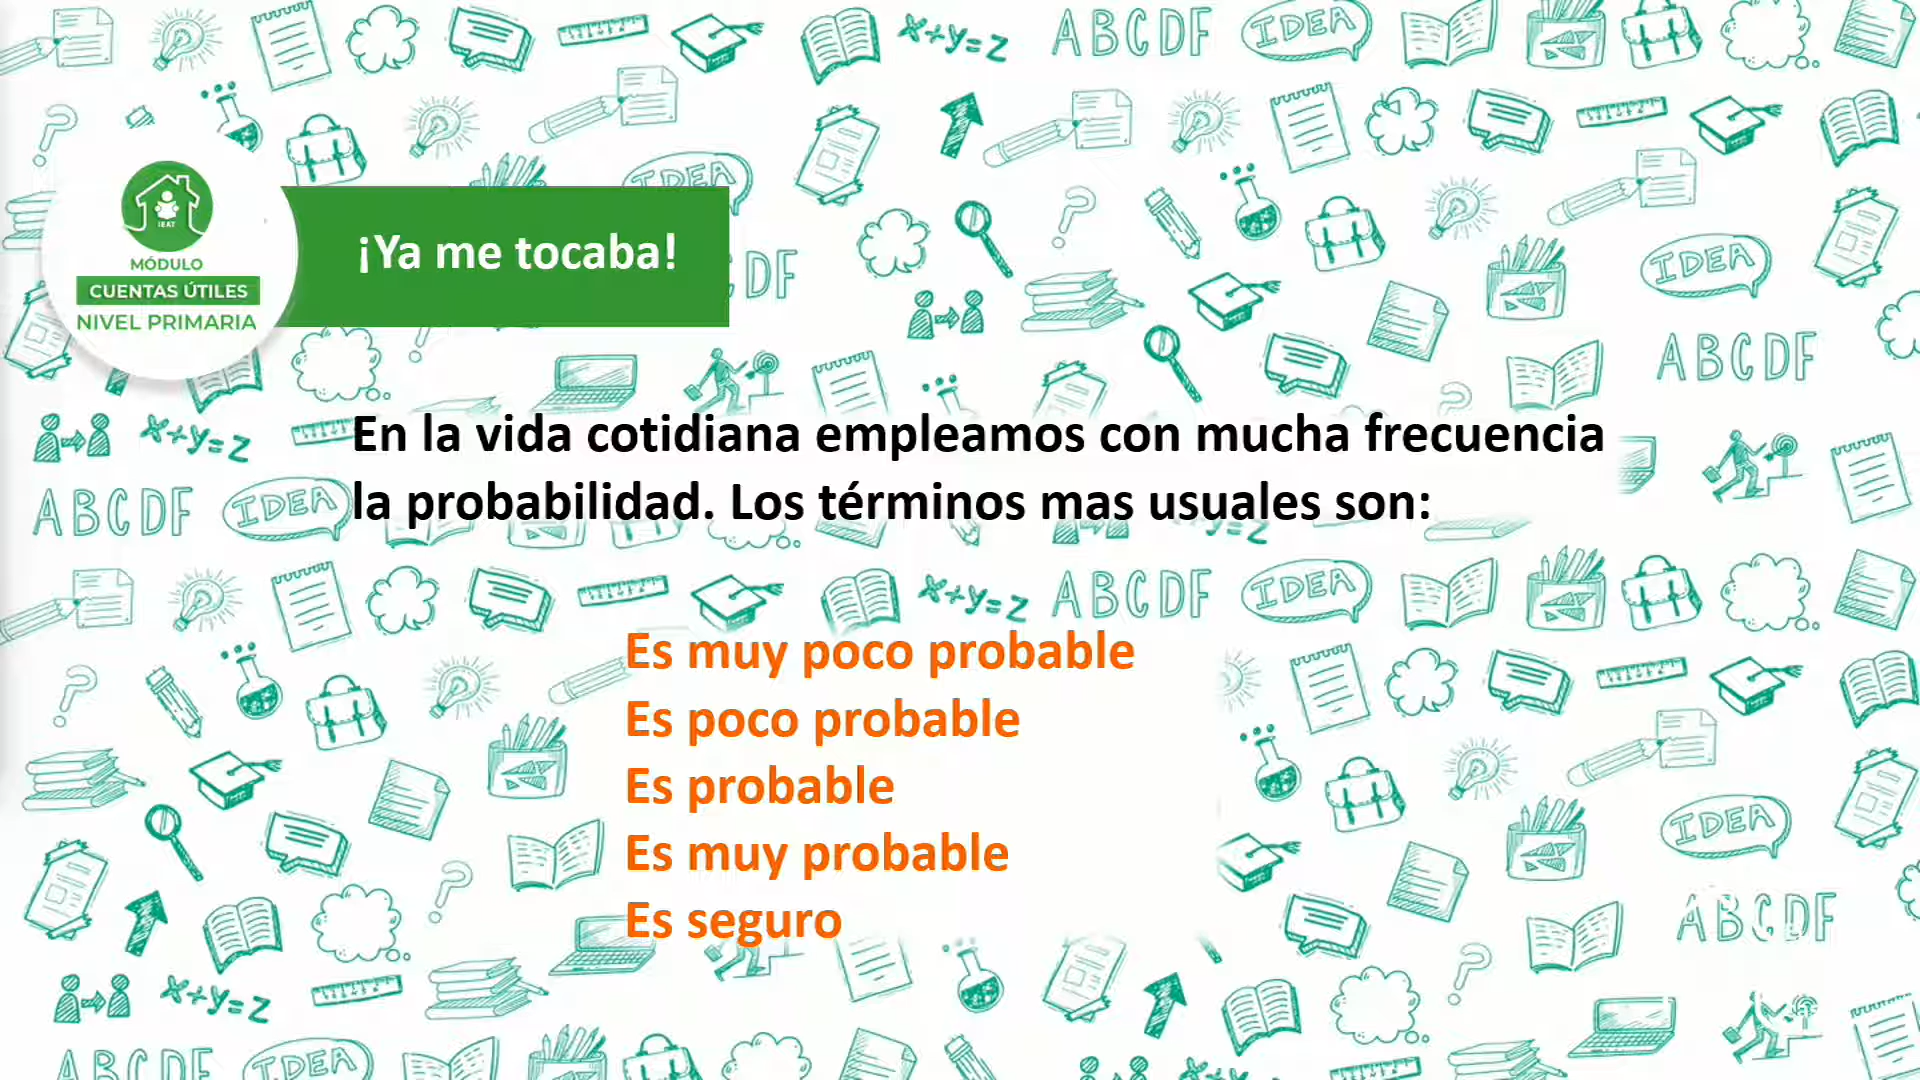 ¡Ya me tocaba!
IEAT
MÓDULO
CUENTAS ÚTILES
NIVEL PRIMARIA
En la vida cotidiana empleamos con mucha frecuencia
la probabilidad. Los términos mas usuales son:
Es muy poco probable
Es poco probable
Es probable
Es muy probable
Es seguro